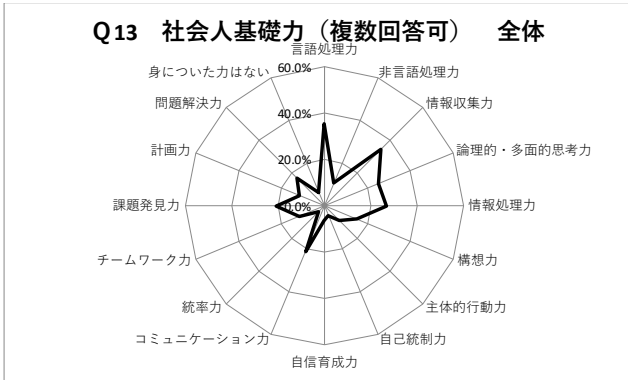 Q13　社会人基礎力（複数回答可）　全体
言語処理力
非言語処理力
情報収集力
論理的・多面的思考力
情報処理力
構想力
主体的行動力
自己統制力
自信育成力
コミュニケーション力
統率力
チームワーク力
課題発見力
計画力
問題解決力
身についた力はない
60.0%
40.0%
20.0%
0.0%